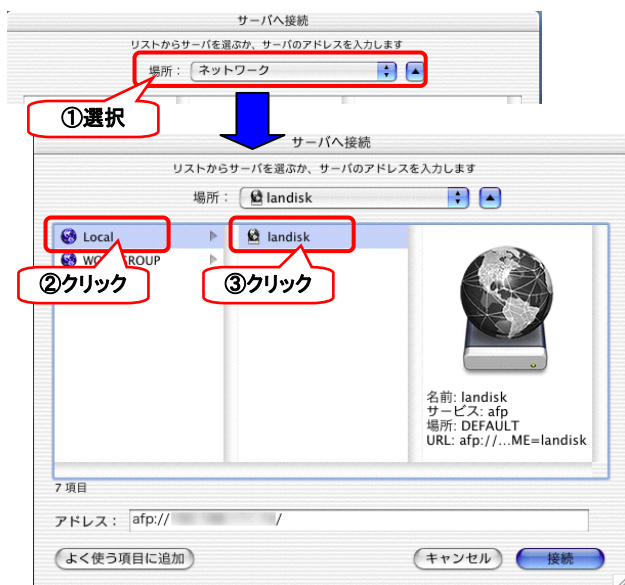 サーバへ接続
リストからサーバを選ぶか、サーバのアドレスを入力します
場所： ネットワーク
①選択
サーバへ接続
リストからサーバを選ぶか、サーバのアドレスを入力します
場所： landisk
Local
landisk
②クリック
③クリック
名前: landisk
サービス: afp
場所: DEFAULT
URL: afp://...ME=landisk
7 項目
アドレス： afp:// /
よく使う項目に追加
キャンセル
接続